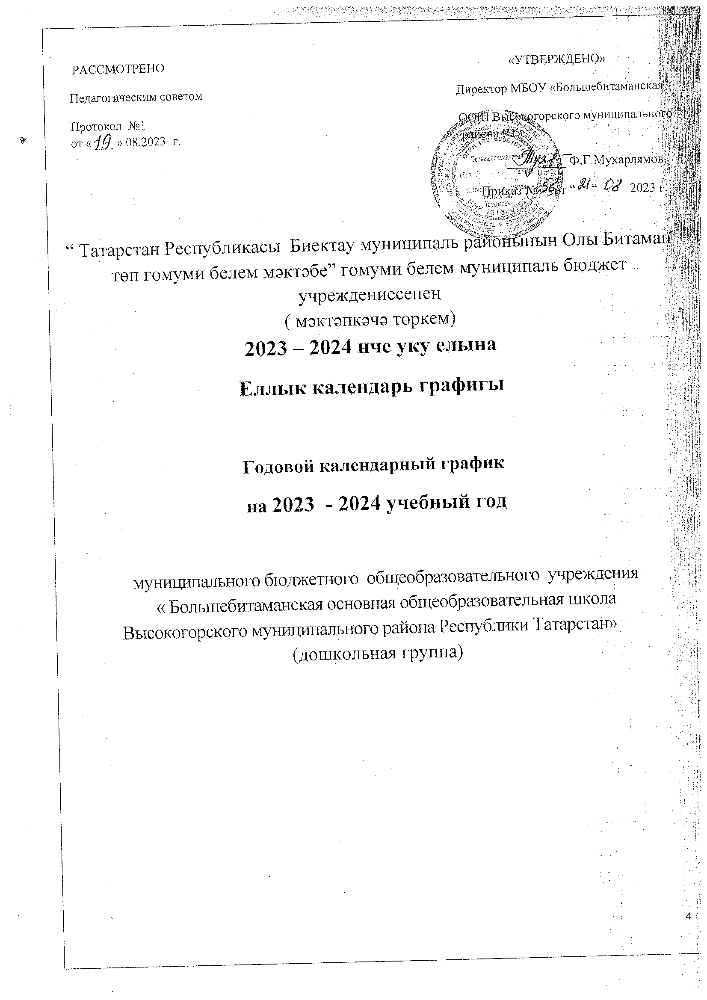 РАССМОТРЕНО
Педагогическим советом
Протокол №1
от «19» 08.2023 г.
«УТВЕРЖДЕНО»
Директор МБОУ «Большебитаманская
ООШ Высокогорского муниципального
района РТ
Ф.Г.Мухарлямов
Приказ №58 от “21“ 08 2023 г.
“ Татарстан Республикасы Биектау муниципаль районының Олы Битаман
төп гомуми белем мәктәбе” гомуми белем муниципаль бюджет
учреждениесенең
( мәктәпкәчә төркем)
2023 – 2024 нче уку елына
Еллык календарь графигы
Годовой календарный график
на 2023 - 2024 учебный год
муниципального бюджетного общеобразовательного учреждения
« Большебитаманская основная общеобразовательная школа
Высокогорского муниципального района Республики Татарстан»
(дошкольная группа)
4